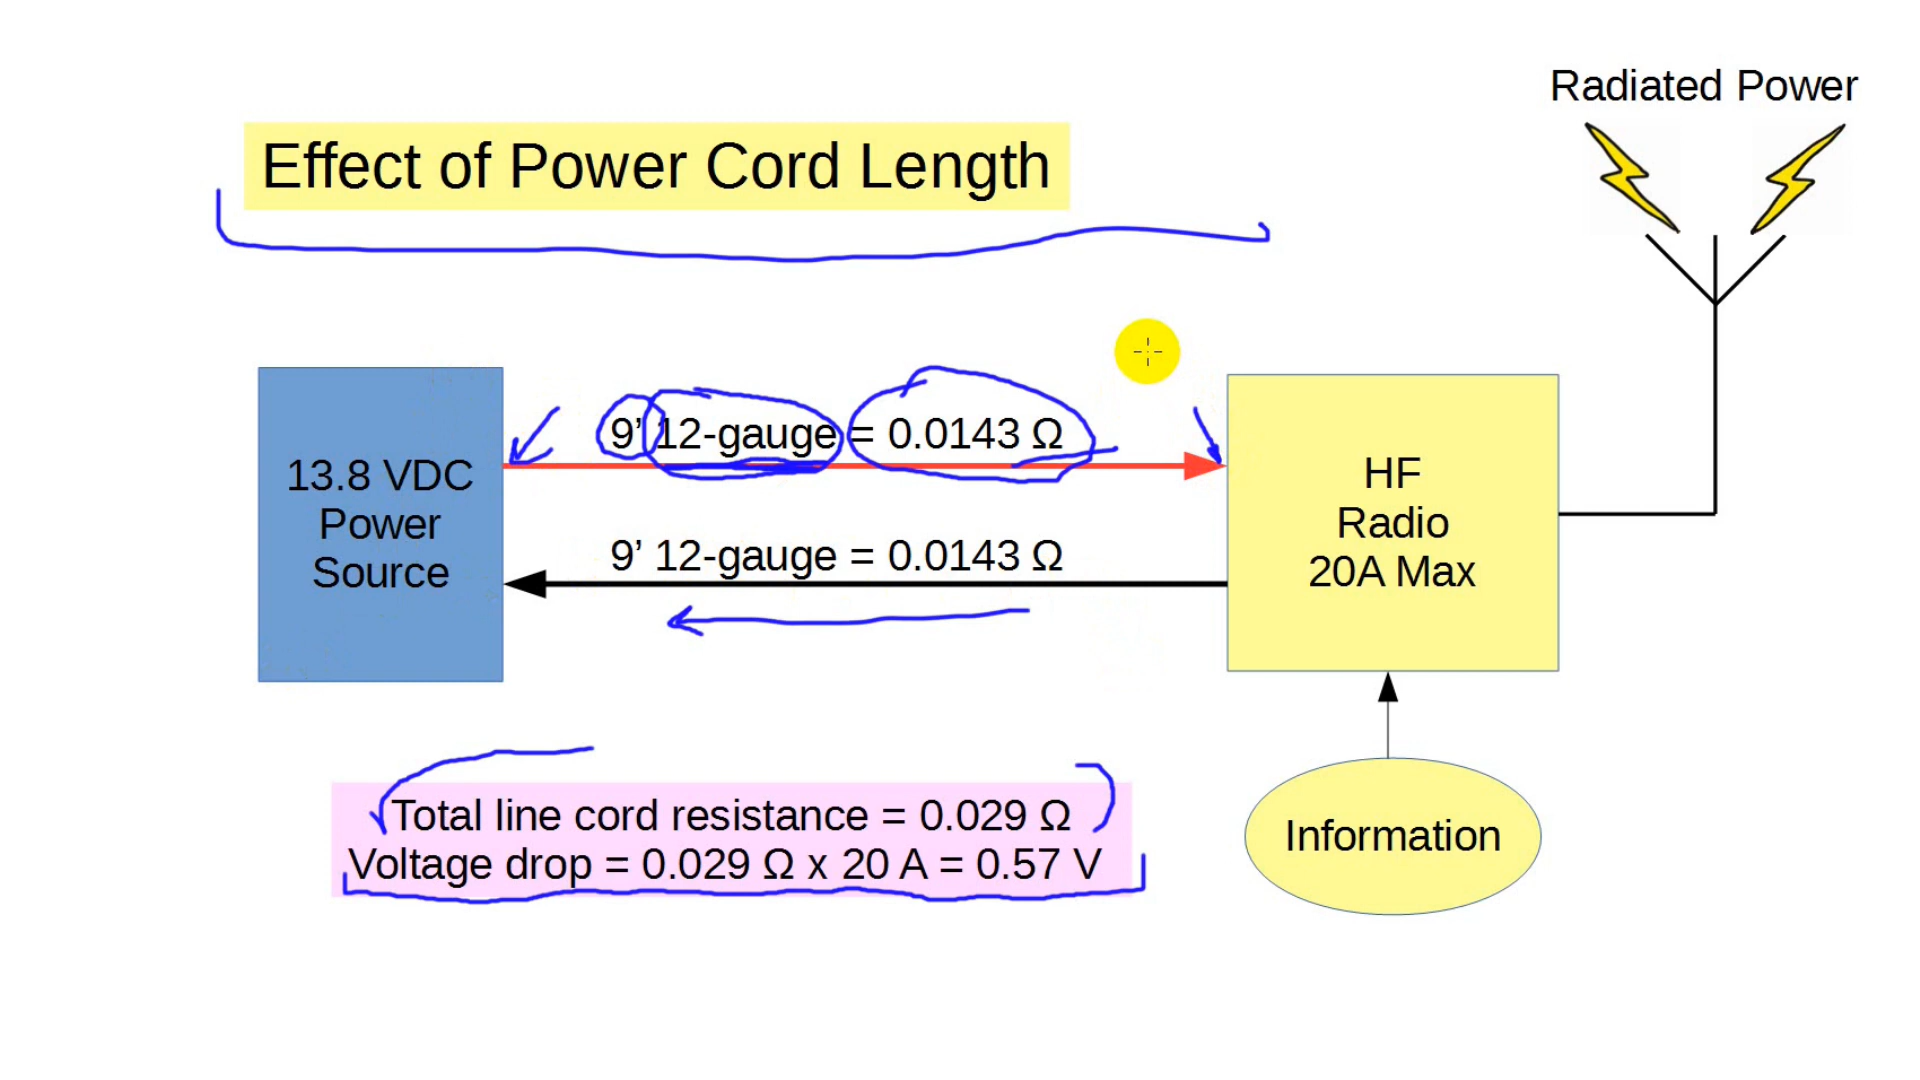 Radiated Power
Effect of Power Cord Length
9’ 12-gauge = 0.0143 Ω
13.8 VDC
Power
Source
HF
Radio
20A Max
9’ 12-gauge = 0.0143 Ω
Total line cord resistance = 0.029 Ω
Voltage drop = 0.029 Ω x 20 A = 0.57 V
Information